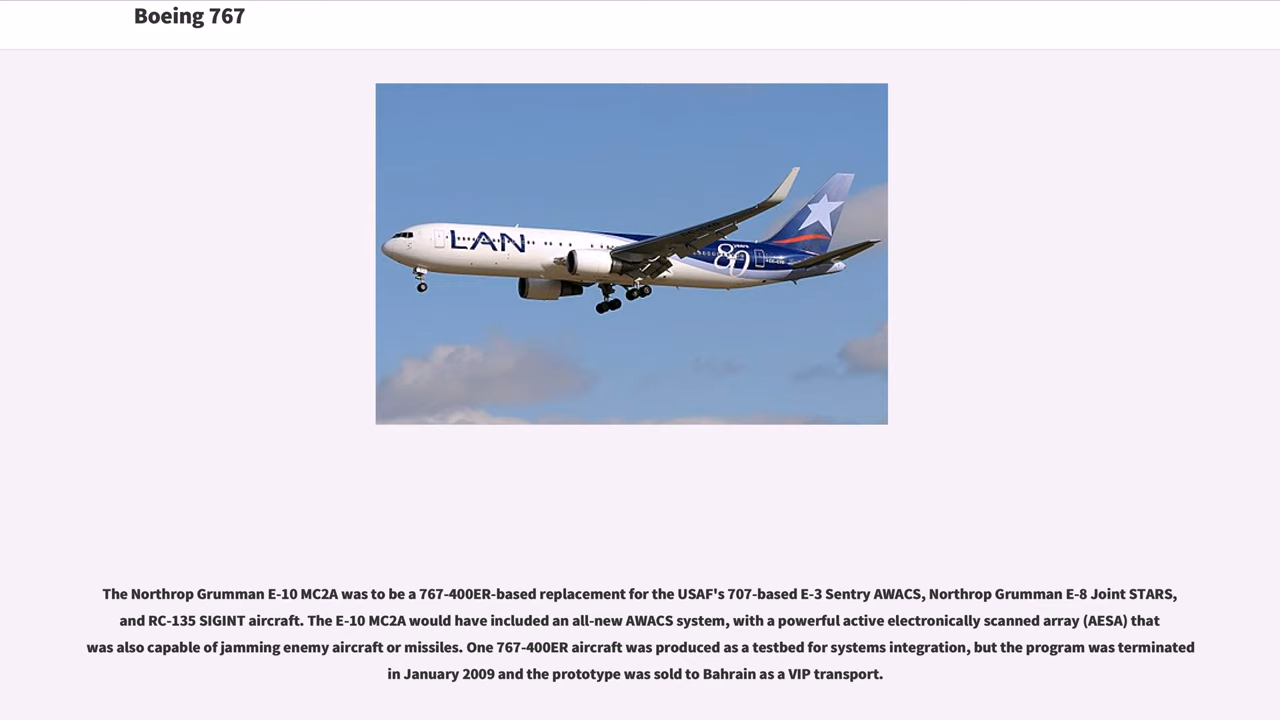 Boeing 767
LAN
80
The Northrop Grumman E-10 MC2A was to be a 767-400ER-based replacement for the USAF's 707-based E-3 Sentry AWACS, Northrop Grumman E-8 Joint STARS,
and RC-135 SIGINT aircraft. The E-10 MC2A would have included an all-new AWACS system, with a powerful active electronically scanned array (AESA) that
was also capable of jamming enemy aircraft or missiles. One 767-400ER aircraft was produced as a testbed for systems integration, but the program was terminated
in January 2009 and the prototype was sold to Bahrain as a VIP transport.